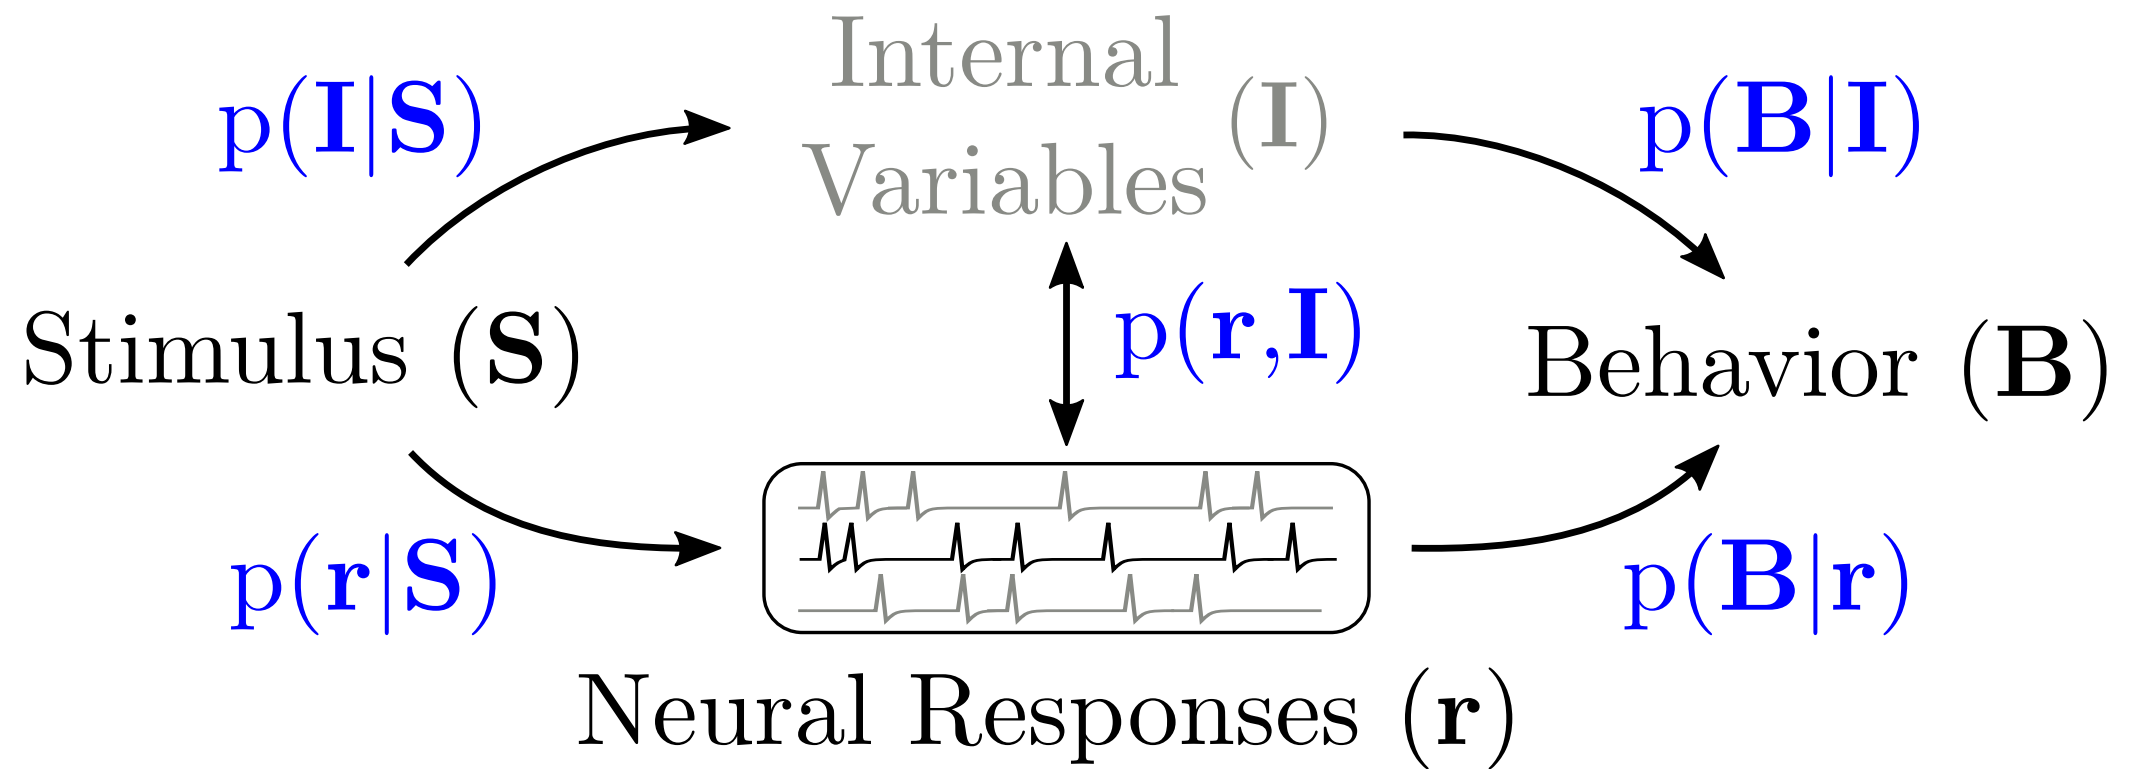 Internal
Variables (I)
p(I|S)
p(B|I)
Stimulus (S)
p(r,I)
Behavior (B)
p(r|S)
p(B|r)
Neural Responses (r)